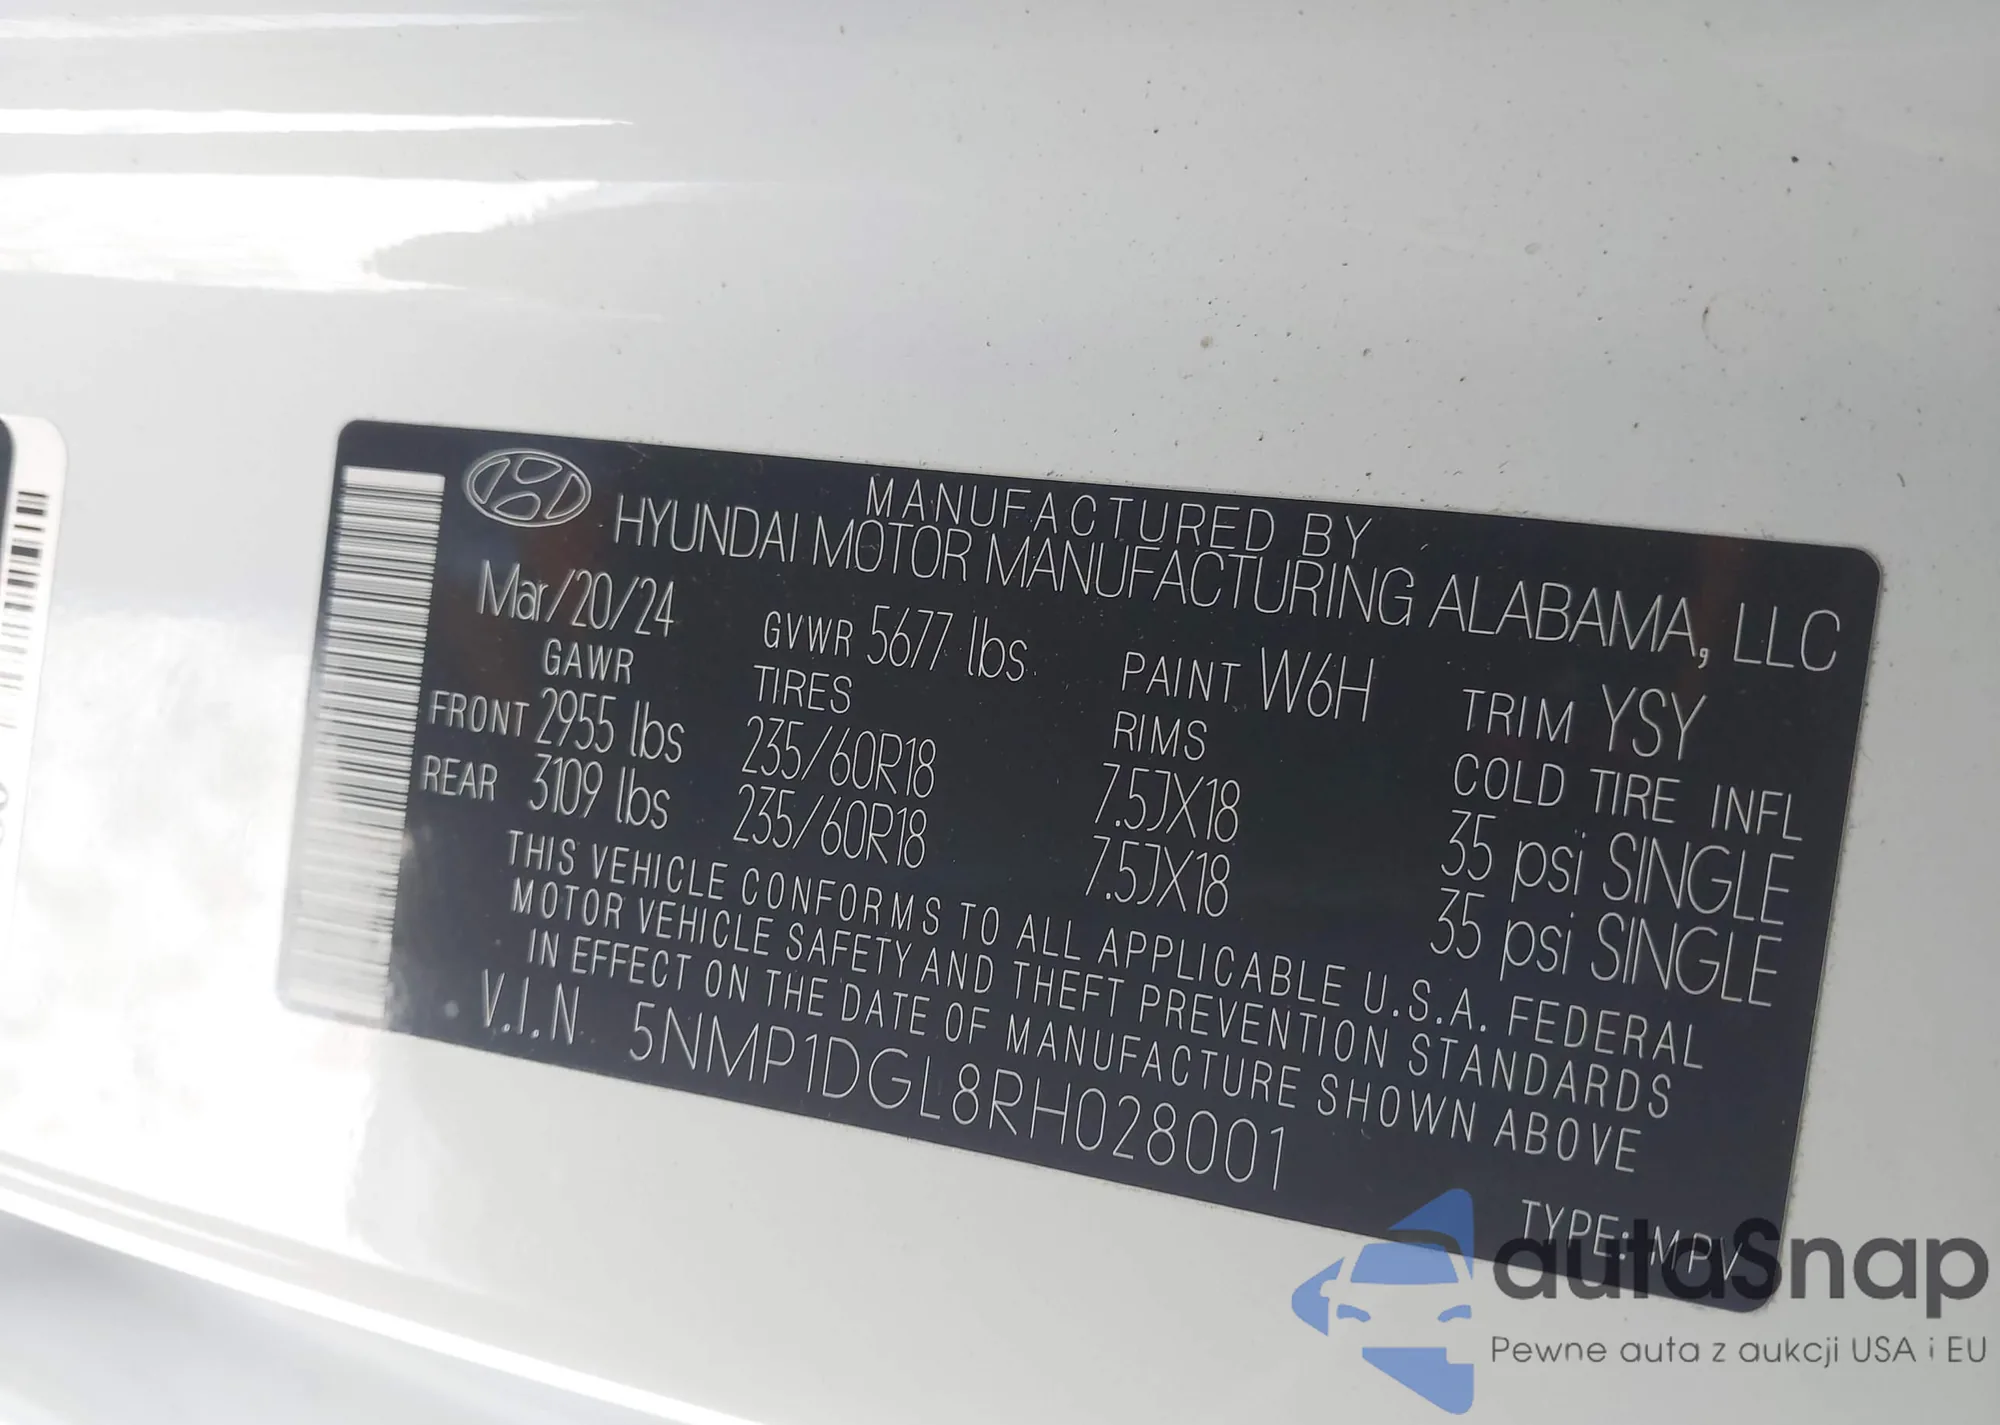 MANUFACTURED BY
HYUNDAI MOTOR MANUFACTURING ALABAMA, LLC
Mar/20/24 GVWR 5677 lbs PAINT W6H TRIM YSY
GAWR TIRES RIMS COLD TIRE INFL
FRONT 2955 lbs 235/60R18 7.5JX18 35 psi SINGLE
REAR 3109 lbs 235/60R18 7.5JX18 35 psi SINGLE
THIS VEHICLE CONFORMS TO ALL APPLICABLE U.S.A. FEDERAL
MOTOR VEHICLE SAFETY AND THEFT PREVENTION STANDARDS
IN EFFECT ON THE DATE OF MANUFACTURE SHOWN ABOVE
V.I.N 5NMP1DGL8RH028001
TYPE: MPV
autoSnap
Pewne auta z aukcji USA i EU